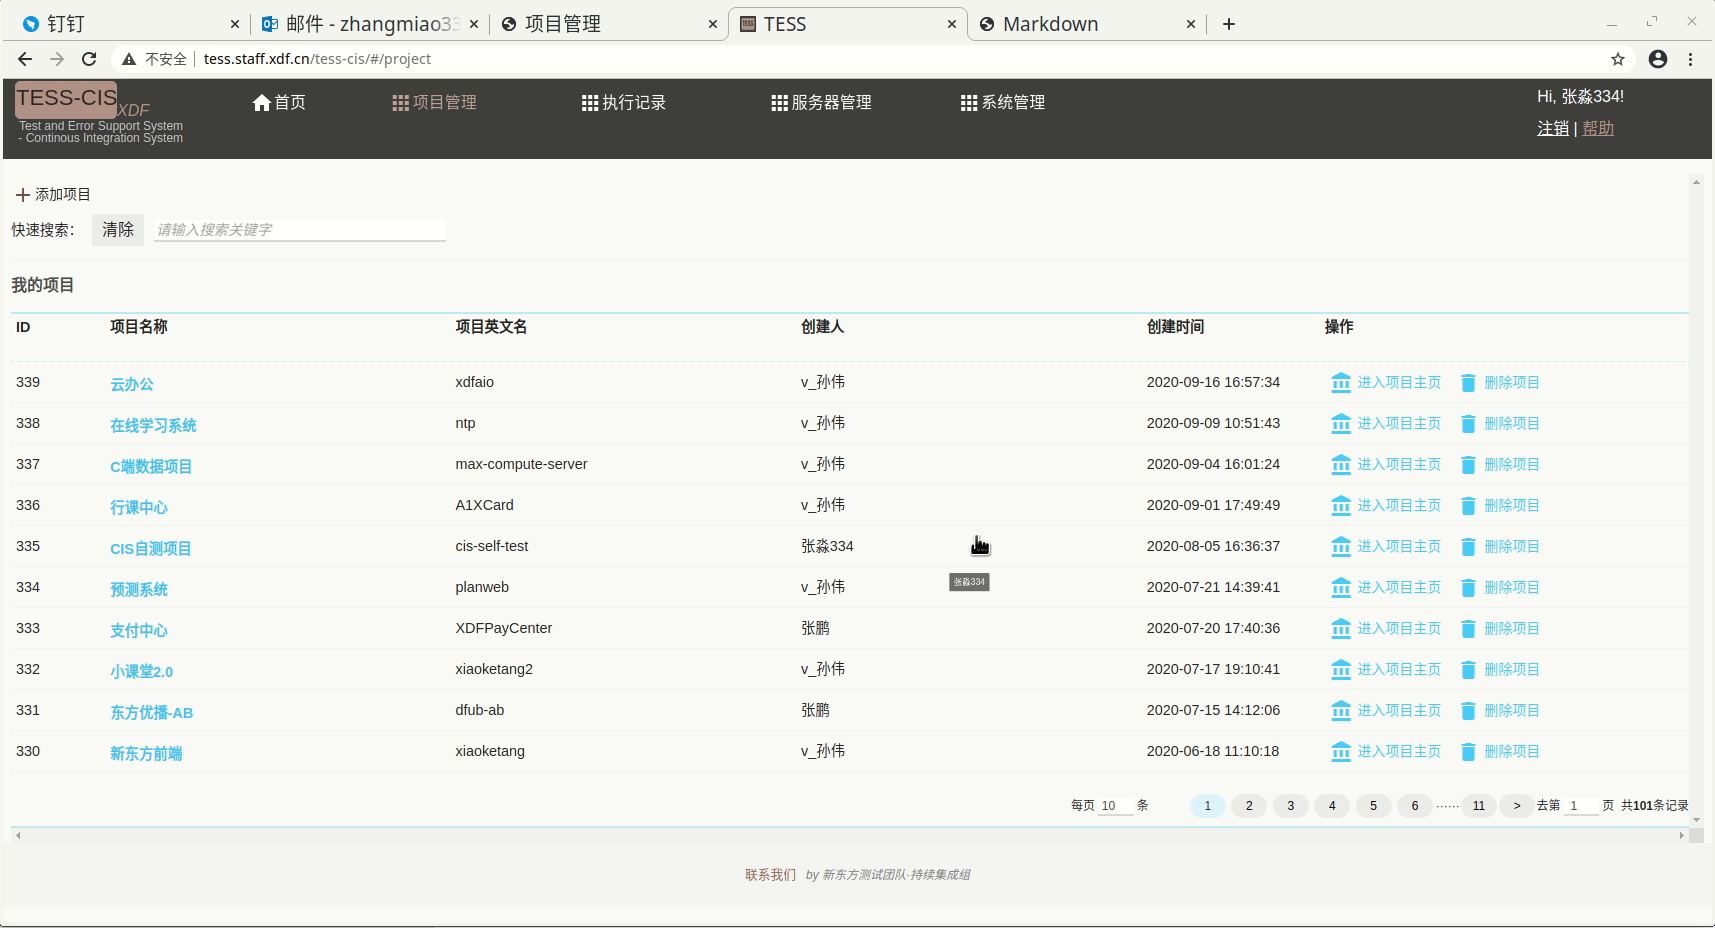 钉钉
邮件 - zhangmiao33
项目管理
TESS
Markdown
不安全 | tess.staff.xdf.cn/tess-cis/#/project
TESS-CIS XDF
Test and Error Support System
- Continous Integration System
首页 项目管理 执行记录 服务器管理 系统管理
Hi, 张淼334!
注销 | 帮助
添加项目
快速搜索： 清除 请输入搜索关键字
我的项目
ID 项目名称 项目英文名 创建人 创建时间 操作
339 云办公 xdfaio v_孙伟 2020-09-16 16:57:34 进入项目主页 删除项目
338 在线学习系统 ntp v_孙伟 2020-09-09 10:51:43 进入项目主页 删除项目
337 C端数据项目 max-compute-server v_孙伟 2020-09-04 16:01:24 进入项目主页 删除项目
336 行课中心 A1XCard v_孙伟 2020-09-01 17:49:49 进入项目主页 删除项目
335 CIS自测项目 cis-self-test 张淼334 2020-08-05 16:36:37 进入项目主页 删除项目
张淼334
334 预测系统 planweb v_孙伟 2020-07-21 14:39:41 进入项目主页 删除项目
333 支付中心 XDFPayCenter 张鹏 2020-07-20 17:40:36 进入项目主页 删除项目
332 小课堂2.0 xiaoketang2 v_孙伟 2020-07-17 19:10:41 进入项目主页 删除项目
331 东方优播-AB dfub-ab 张鹏 2020-07-15 14:12:06 进入项目主页 删除项目
330 新东方前端 xiaoketang v_孙伟 2020-06-18 11:10:18 进入项目主页 删除项目
每页 10 条 1 2 3 4 5 6 ······ 11 > 去第 1 页 共101条记录
联系我们 by 新东方测试团队·持续集成组